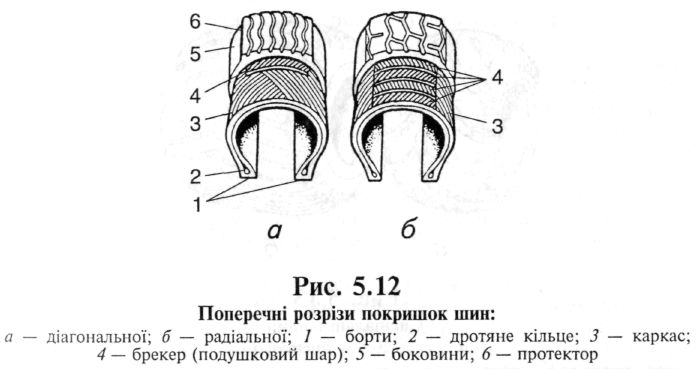 6
5
4
3
2
1
4
3
а
б
Рис. 5.12
Поперечні розрізи покришок шин:
а — діагональної; б — радіальної; 1 — борти; 2 — дротяне кільце; 3 — каркас;
4 — брекер (подушковий шар); 5 — боковини; 6 — протектор